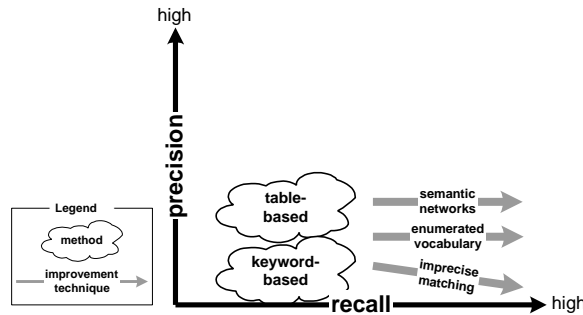 high
precision
table-
based
semantic
networks
enumerated
vocabulary
keyword-
based
imprecise
matching
Legend
method
improvement
technique
recall
high